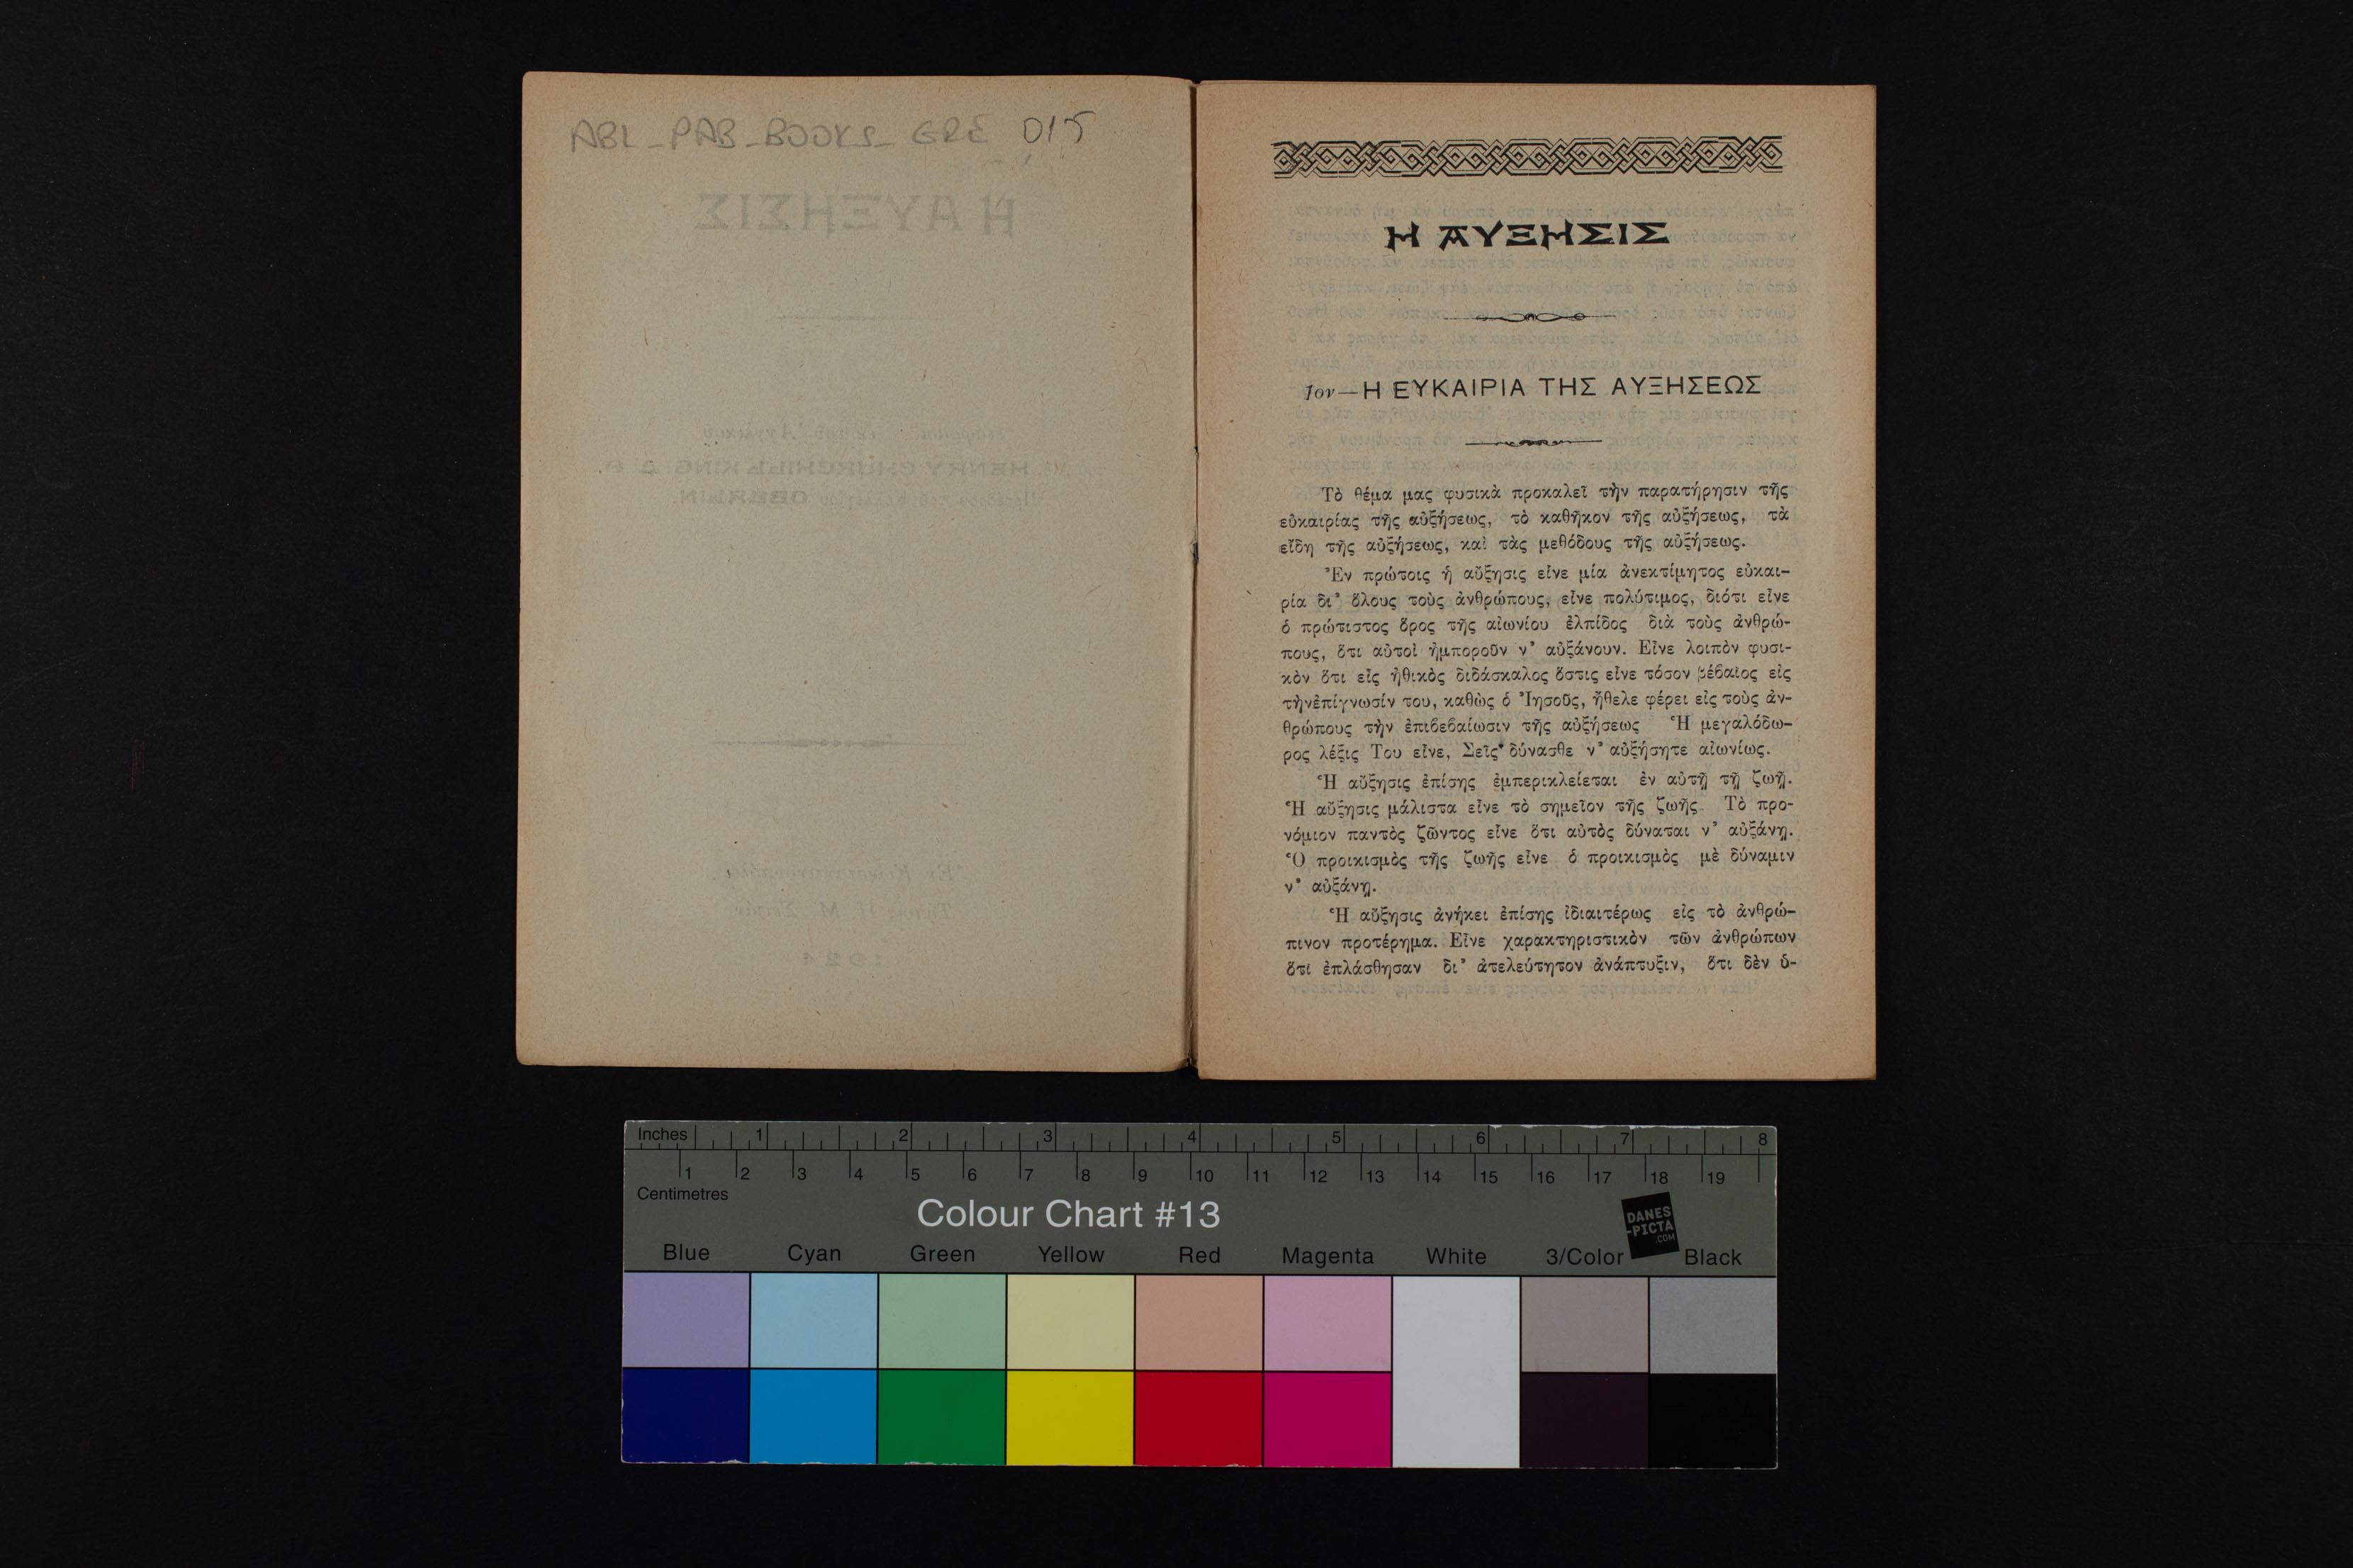 ABL_PAB_BOOKS_GRE 015
Η ΑΥΞΗΣΙΣ
1ον—Η ΕΥΚΑΙΡΙΑ ΤΗΣ ΑΥΞΗΣΕΩΣ
Τὸ θέμα μας φυσικὰ προκαλεῖ τὴν παρατήρησιν τῆς
εὐκαιρίας τῆς αὐξήσεως, τὸ καθῆκον τῆς αὐξήσεως, τὰ
εἴδη τῆς αὐξήσεως, καὶ τὰς μεθόδους τῆς αὐξήσεως.
Ἐν πρώτοις ἡ αὔξησις εἶνε μία ἀνεκτίμητος εὐκαι-
ρία δι’ ὅλους τοὺς ἀνθρώπους, εἶνε πολύτιμος, διότι εἶνε
ὁ πρώτιστος ὅρος τῆς αἰωνίου ἐλπίδος διὰ τοὺς ἀνθρώ-
πους, ὅτι αὐτοὶ ἠμποροῦν ν’ αὐξάνουν. Εἶνε λοιπὸν φυσι-
κὸν ὅτι εἷς ἠθικὸς διδάσκαλος ὅστις εἶνε τόσον βέβαιος εἰς
τὴνἐπίγνωσίν του, καθὼς ὁ Ἰησοῦς, ἤθελε φέρει εἰς τοὺς ἀν-
θρώπους τὴν ἐπιβεβαίωσιν τῆς αὐξήσεως Ἡ μεγαλόδω-
ρος λέξις Του εἶνε, Σεῖς δύνασθε ν’ αὐξήσητε αἰωνίως.
Ἡ αὔξησις ἐπίσης ἐμπερικλείεται ἐν αὐτῇ τῇ ζωῇ.
Ἡ αὔξησις μάλιστα εἶνε τὸ σημεῖον τῆς ζωῆς. Τὸ προ-
νόμιον παντὸς ζῶντος εἶνε ὅτι αὐτὸς δύναται ν’ αὐξάνῃ.
Ὁ προικισμὸς τῆς ζωῆς εἶνε ὁ προικισμὸς μὲ δύναμιν
ν’ αὐξάνῃ.
Ἡ αὔξησις ἀνήκει ἐπίσης ἰδιαιτέρως εἰς τὸ ἀνθρώ-
πινον προτέρημα. Εἶνε χαρακτηριστικὸν τῶν ἀνθρώπων
ὅτι ἐπλάσθησαν δι’ ἀτελεύτητον ἀνάπτυξιν, ὅτι δὲν ὑ-
Inches 1 2 3 4 5 6 7 8
1 2 3 4 5 6 7 8 9 10 11 12 13 14 15 16 17 18 19
Centimetres
Colour Chart #13
DANES
-PICTA
.COM
Blue Cyan Green Yellow Red Magenta White 3/Color Black